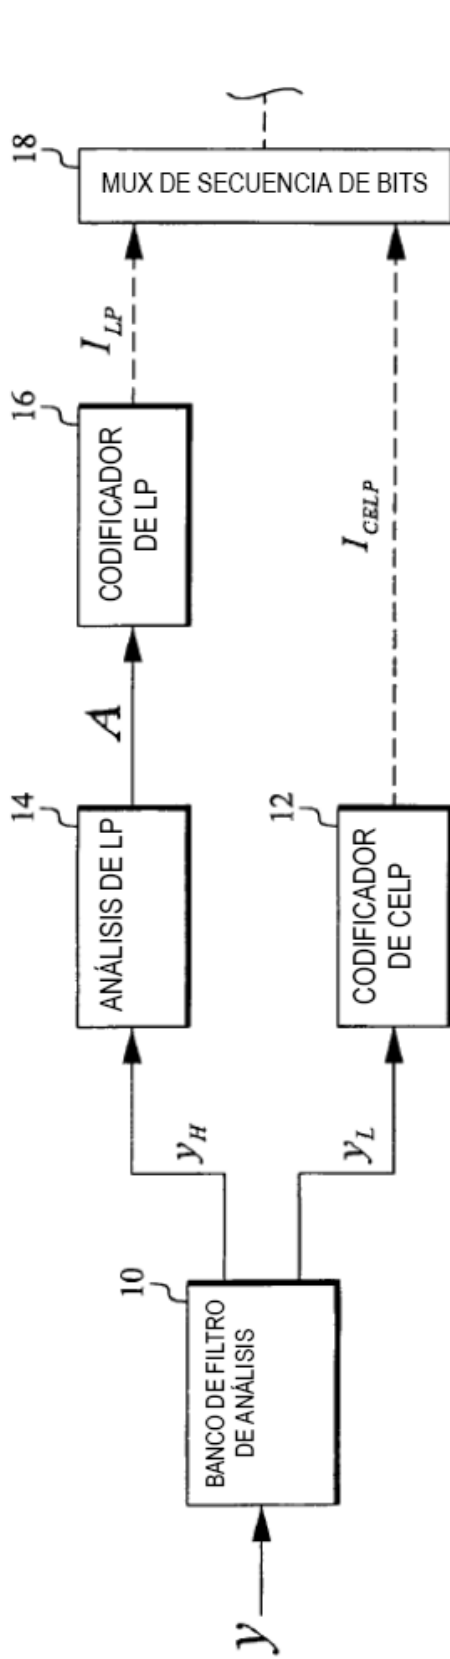 18
MUX DE SECUENCIA DE BITS
I_LP
16
CODIFICADOR
DE LP
A
14
ANÁLISIS DE LP
I_CELP
12
CODIFICADOR
DE CELP
y_H
y_L
10
BANCO DE FILTRO
DE ANÁLISIS
y